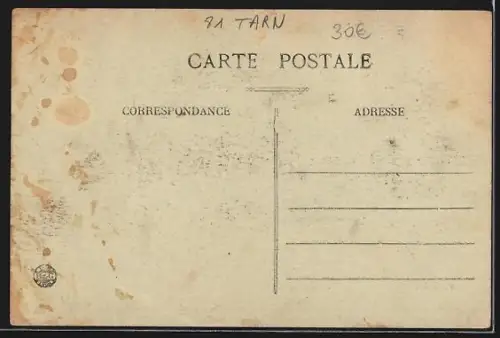 81 TARN 30€
CARTE POSTALE
CORRESPONDANCE ADRESSE